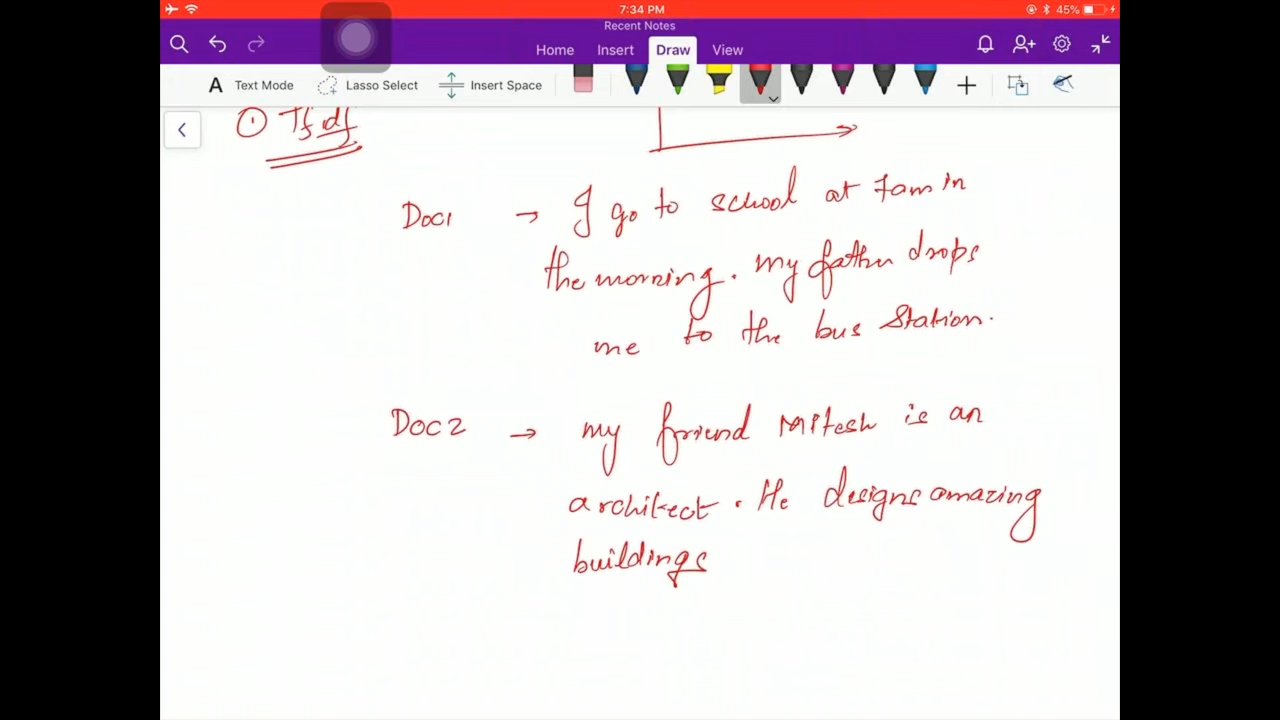 7:34 PM
45%
Recent Notes
Home Insert Draw View
A Text Mode Lasso Select Insert Space
① Tf idf
Doc1 → I go to school at 7am in
the morning. my father drops
me to the bus station.
Doc2 → my friend Mitesh is an
architect. He designs amazing
buildings